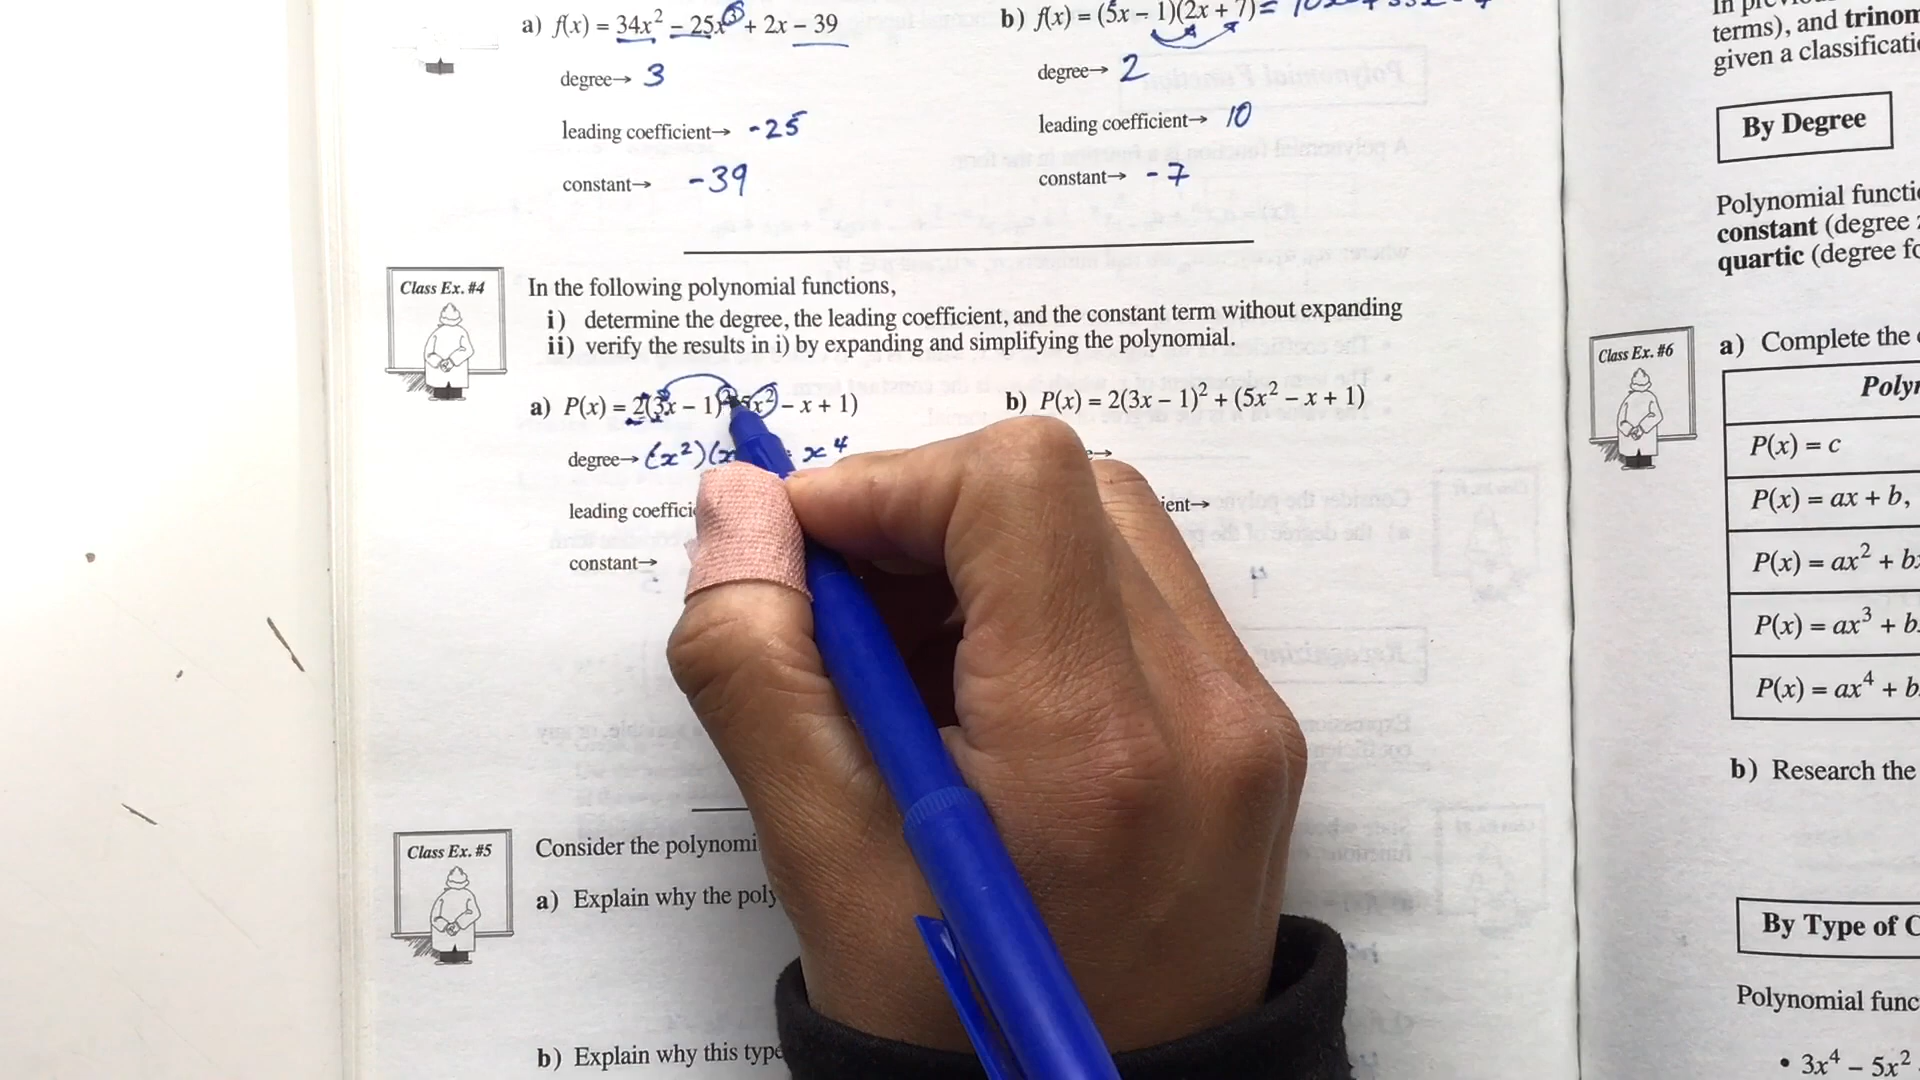 a) f(x) = 34x² − 25x³ + 2x − 39
degree→ 3
leading coefficient→ -25
constant→ -39
b) f(x) = (5x − 1)(2x + 7) =
degree→ 2
leading coefficient→ 10
constant→ -7
Class Ex. #4
In the following polynomial functions,
i) determine the degree, the leading coefficient, and the constant term without expanding
ii) verify the results in i) by expanding and simplifying the polynomial.
a) P(x) = 2(3x − 1) x² − x + 1)
degree→ (x²)(x x⁴
leading coeffici
constant→
b) P(x) = 2(3x − 1)² + (5x² − x + 1)
e→
ient→
Class Ex. #5
Consider the polynomi
a) Explain why the poly
b) Explain why this type
terms), and trinom
given a classificati
By Degree
Polynomial functi
constant (degree
quartic (degree fo
Class Ex. #6
a) Complete the
Polyn
P(x) = c
P(x) = ax + b,
P(x) = ax² + b
P(x) = ax³ + b
P(x) = ax⁴ + b
b) Research the
By Type of C
Polynomial func
• 3x⁴ − 5x²